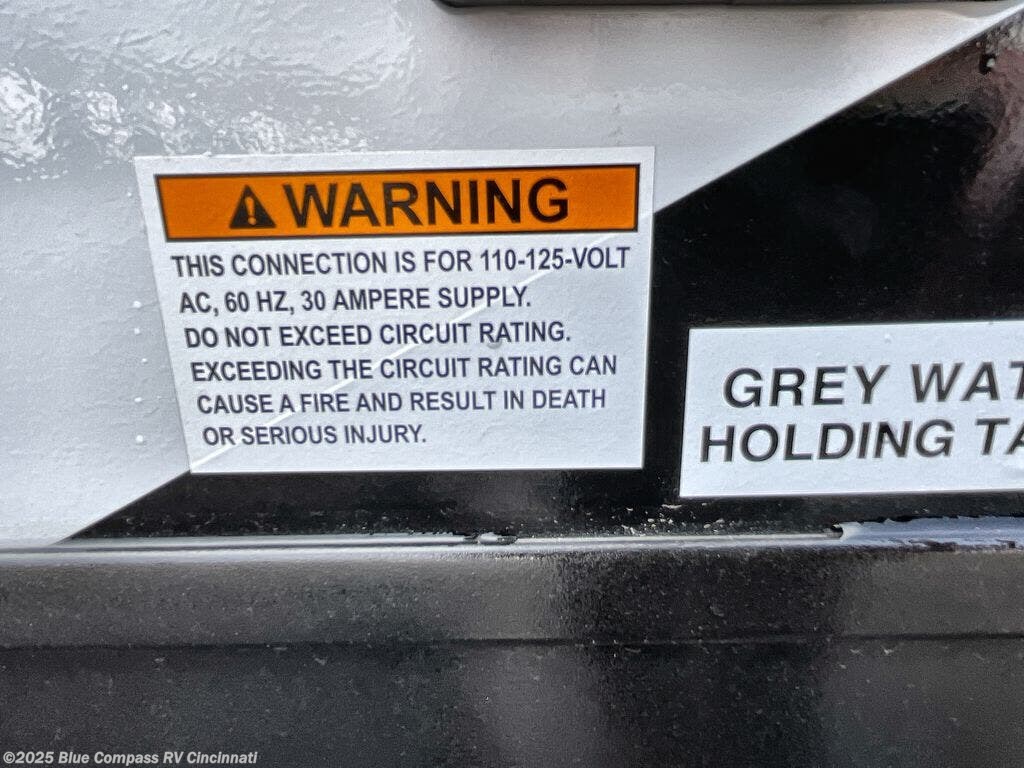 WARNING
THIS CONNECTION IS FOR 110-125-VOLT
AC, 60 HZ, 30 AMPERE SUPPLY.
DO NOT EXCEED CIRCUIT RATING.
EXCEEDING THE CIRCUIT RATING CAN
CAUSE A FIRE AND RESULT IN DEATH
OR SERIOUS INJURY.
GREY WAT
HOLDING TA
©2025 Blue Compass RV Cincinnati